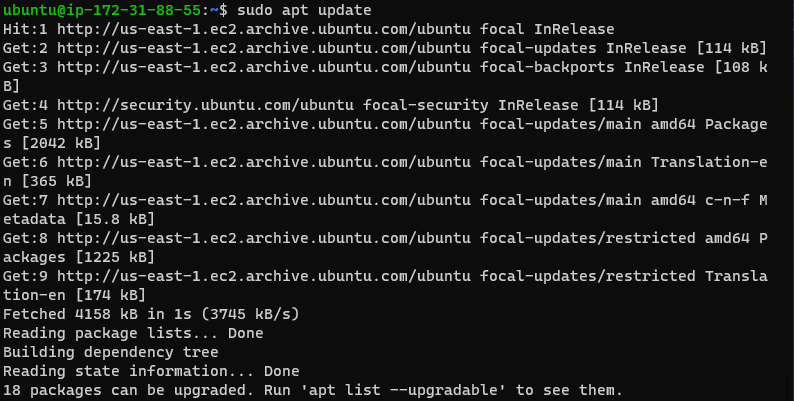 ubuntu@ip-172-31-88-55:~$ sudo apt update
Hit:1 http://us-east-1.ec2.archive.ubuntu.com/ubuntu focal InRelease
Get:2 http://us-east-1.ec2.archive.ubuntu.com/ubuntu focal-updates InRelease [114 kB]
Get:3 http://us-east-1.ec2.archive.ubuntu.com/ubuntu focal-backports InRelease [108 k
B]
Get:4 http://security.ubuntu.com/ubuntu focal-security InRelease [114 kB]
Get:5 http://us-east-1.ec2.archive.ubuntu.com/ubuntu focal-updates/main amd64 Package
s [2042 kB]
Get:6 http://us-east-1.ec2.archive.ubuntu.com/ubuntu focal-updates/main Translation-e
n [365 kB]
Get:7 http://us-east-1.ec2.archive.ubuntu.com/ubuntu focal-updates/main amd64 c-n-f M
etadata [15.8 kB]
Get:8 http://us-east-1.ec2.archive.ubuntu.com/ubuntu focal-updates/restricted amd64 P
ackages [1225 kB]
Get:9 http://us-east-1.ec2.archive.ubuntu.com/ubuntu focal-updates/restricted Transla
tion-en [174 kB]
Fetched 4158 kB in 1s (3745 kB/s)
Reading package lists... Done
Building dependency tree
Reading state information... Done
18 packages can be upgraded. Run 'apt list --upgradable' to see them.